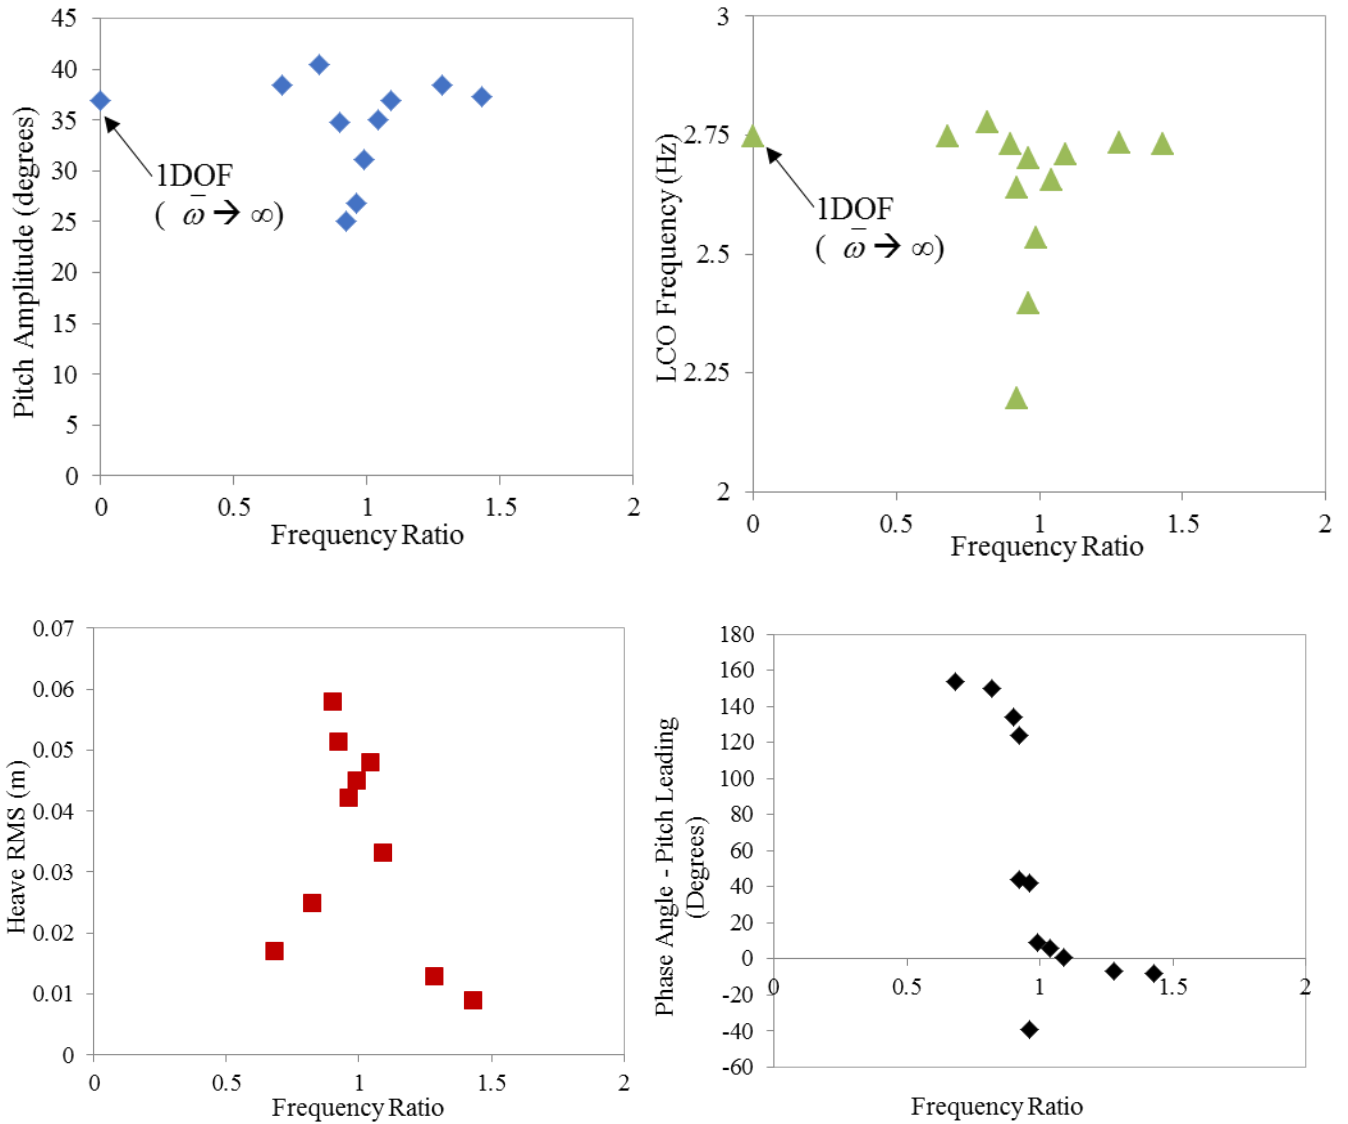 45
40
35
30
25
20
15
10
5
0
Pitch Amplitude (degrees)
1DOF
( ω̅ → ∞)
0 0.5 1 1.5 2
Frequency Ratio
3
2.75
2.5
2.25
2
LCO Frequency (Hz)
1DOF
( ω̅ → ∞)
0 0.5 1 1.5 2
Frequency Ratio
0.07
0.06
0.05
0.04
0.03
0.02
0.01
0
Heave RMS (m)
0 0.5 1 1.5 2
Frequency Ratio
180
160
140
120
100
80
60
40
20
0
-20
-40
-60
Phase Angle - Pitch Leading
(Degrees)
0 0.5 1 1.5 2
Frequency Ratio